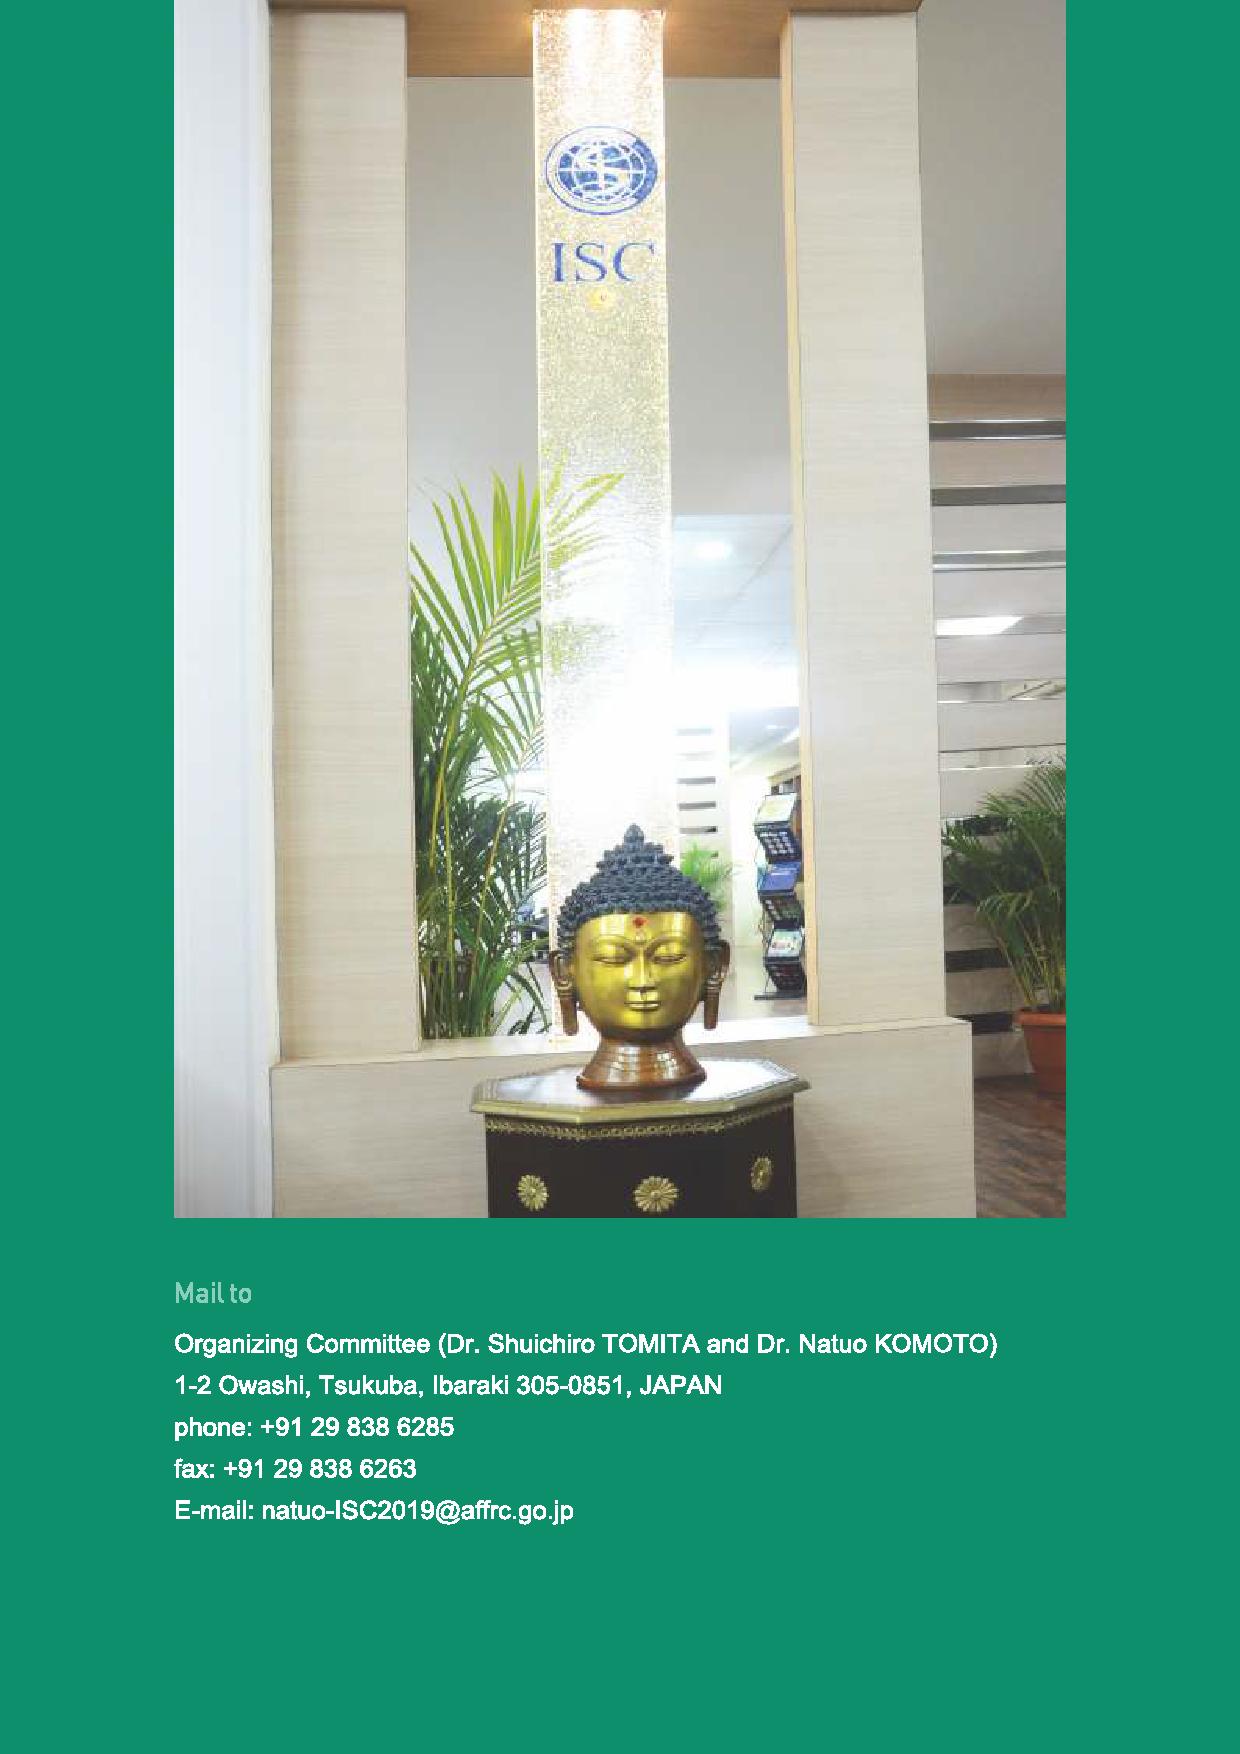 ISC
Mail to
Organizing Committee (Dr. Shuichiro TOMITA and Dr. Natuo KOMOTO)
1-2 Owashi, Tsukuba, Ibaraki 305-0851, JAPAN
phone: +91 29 838 6285
fax: +91 29 838 6263
E-mail: natuo-ISC2019@affrc.go.jp